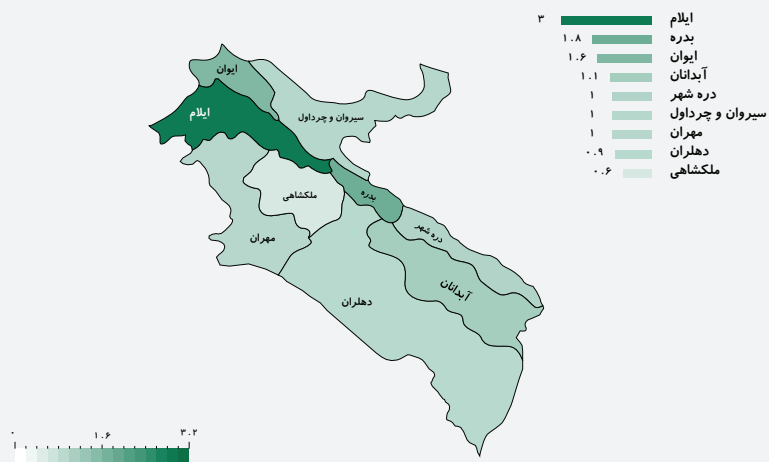 ایلام ۳
بدره ۱.۸
ایوان ۱.۶
آبدانان ۱.۱
دره شهر ۱
سیروان و چرداول ۱
مهران ۱
دهلران ۰.۹
ملکشاهی ۰.۶
ایوان
ایلام
سیروان و چرداول
ملکشاهی
بدره
مهران
دره شهر
آبدانان
دهلران
۰ ۱.۶ ۳.۲